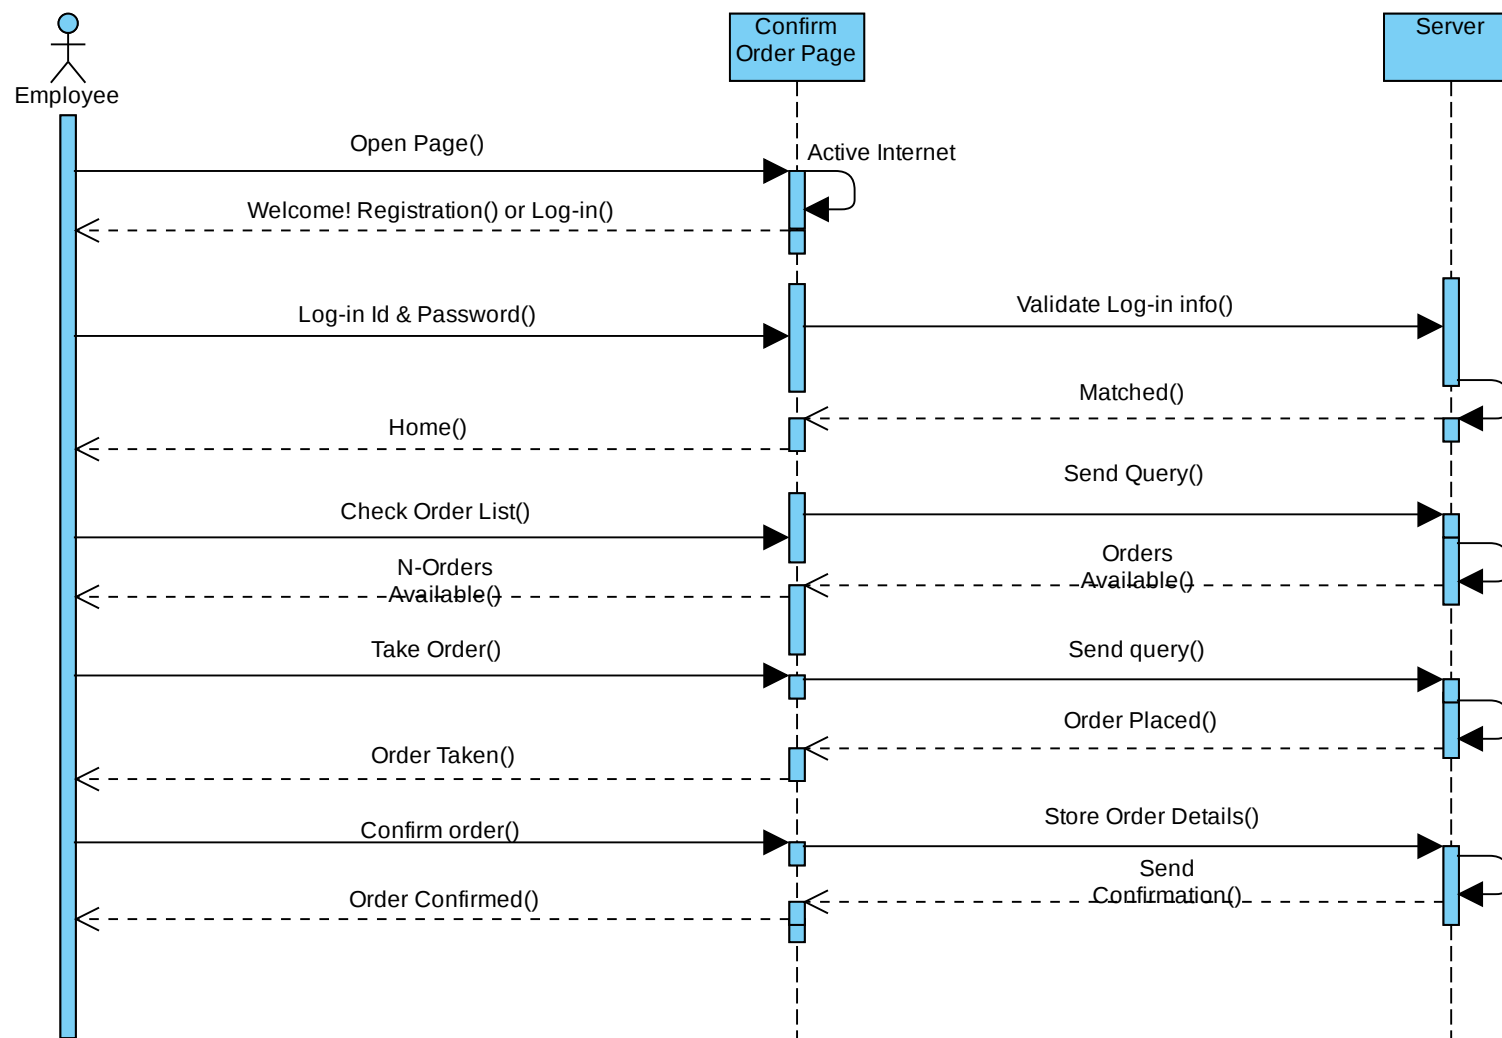 Confirm
Order Page
Server
Employee
Open Page()
Active Internet
Welcome! Registration() or Log-in()
Log-in Id & Password()
Validate Log-in info()
Matched()
Home()
Send Query()
Check Order List()
Orders
Available()
N-Orders
Available()
Take Order()
Send query()
Order Placed()
Order Taken()
Store Order Details()
Confirm order()
Send
Confirmation()
Order Confirmed()